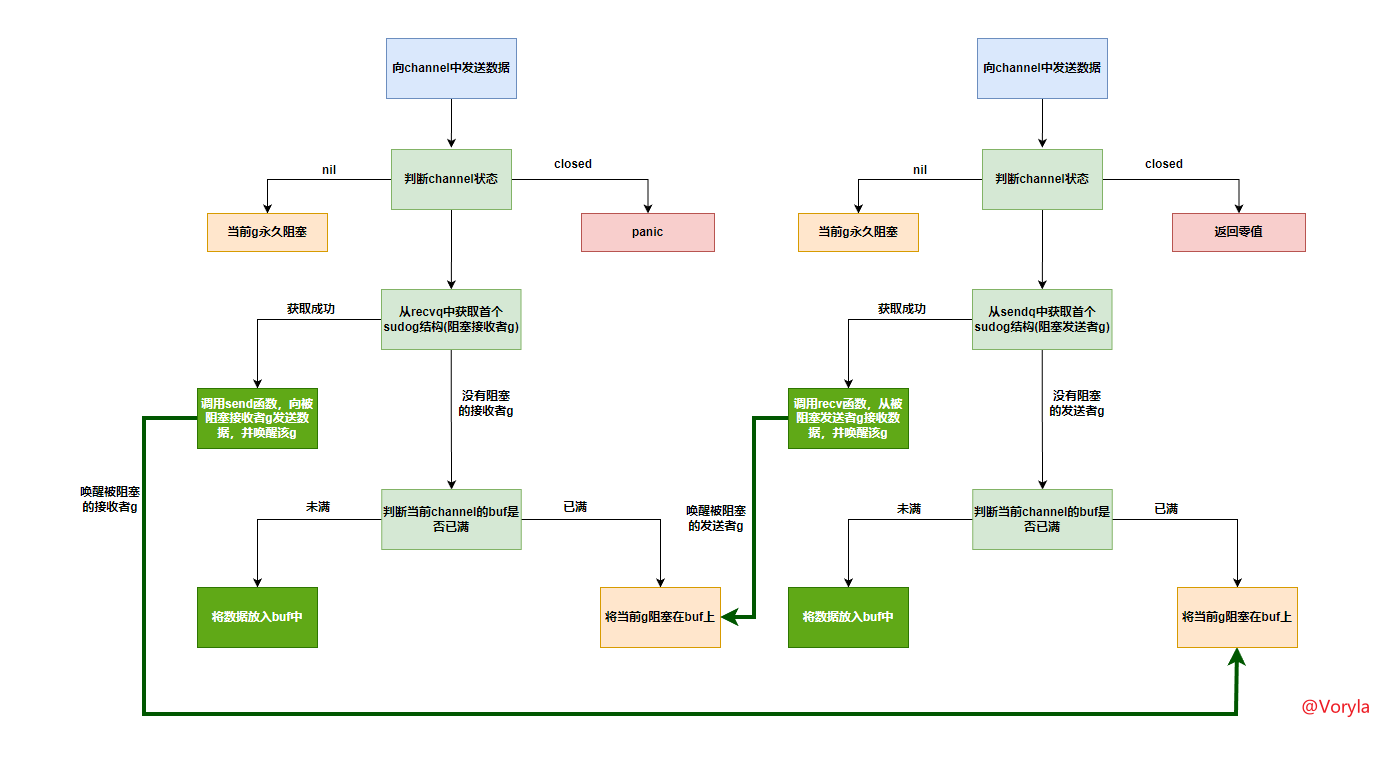 向channel中发送数据
判断channel状态
nil
closed
当前g永久阻塞
panic
从recvq中获取首个
sudog结构(阻塞接收者g)
获取成功
没有阻塞
的接收者g
调用send函数，向被
阻塞接收者g发送数
据，并唤醒该g
唤醒被阻塞
的接收者g
判断当前channel的buf是
否已满
未满
已满
将数据放入buf中
将当前g阻塞在buf上
向channel中发送数据
判断channel状态
nil
closed
当前g永久阻塞
返回零值
从sendq中获取首个
sudog结构(阻塞发送者g)
获取成功
没有阻塞
的发送者g
调用recv函数，从被
阻塞发送者g接收数
据，并唤醒该g
唤醒被阻塞
的发送者g
判断当前channel的buf是
否已满
未满
已满
将数据放入buf中
将当前g阻塞在buf上
@Voryla